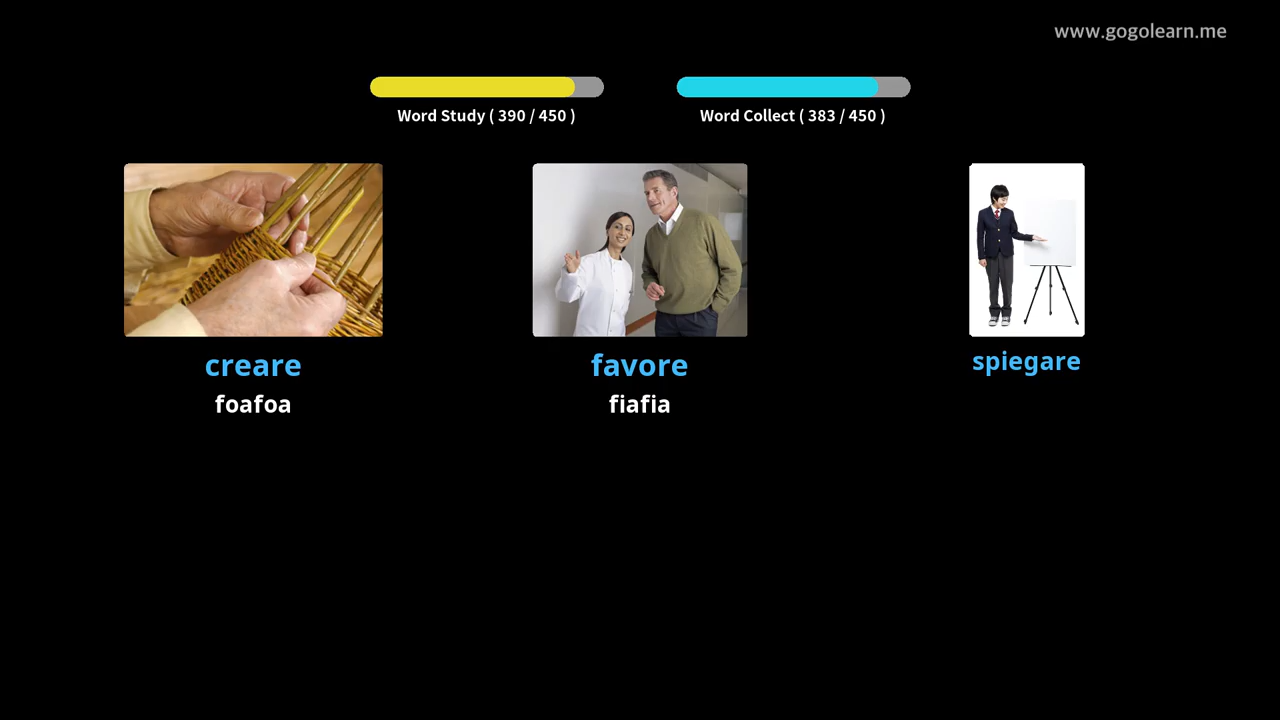 www.gogolearn.me
Word Study ( 390 / 450 )
Word Collect ( 383 / 450 )
creare
favore
spiegare
foafoa
fiafia